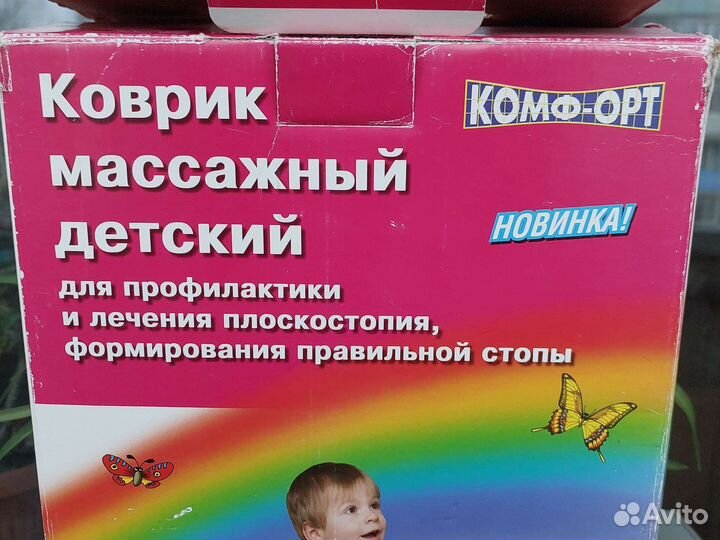 Коврик
массажный
детский
КОМФ-ОРТ
НОВИНКА!
для профилактики
и лечения плоскостопия,
формирования правильной стопы
Avito